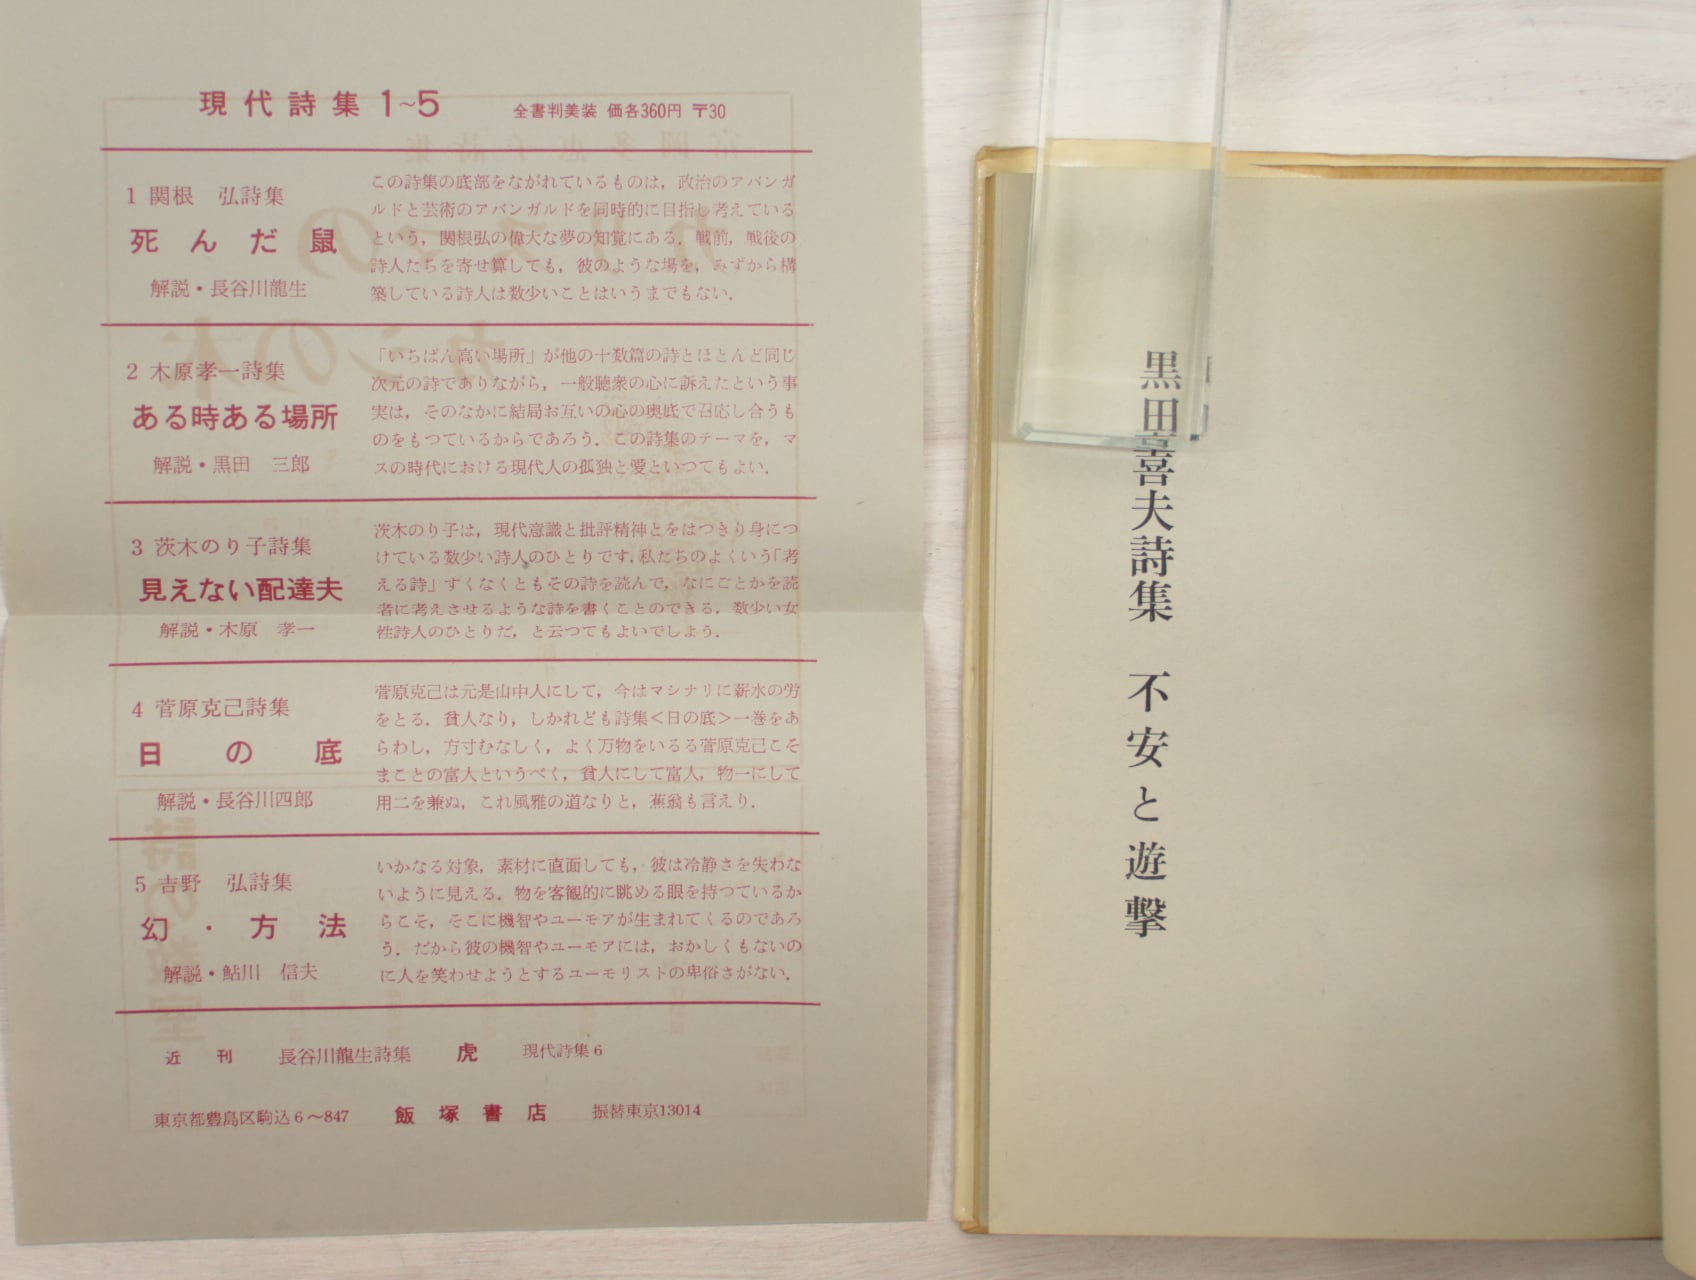 現代詩集 1～5 全書判美装 価各360円 〒30
1 関根 弘詩集
死んだ鼠
解説・長谷川龍生
この詩集の底部をながれているものは，政治のアバンガ
ルドと芸術のアバンガルドを同時的に目指し考えている
という，関根弘の偉大な夢の知覚にある．戦前，戦後の
詩人たちを寄せ算しても，彼のような場を，みずから構
築している詩人は数少いことはいうまでもない．
2 木原孝一詩集
ある時ある場所
解説・黒田 三郎
「いちばん高い場所」が他の十数篇の詩とほとんど同じ
次元の詩でありながら，一般聴衆の心に訴えたという事
実は，そのなかに結局お互いの心の奥底で召応し合うも
のをもつているからであろう．この詩集のテーマを，マ
スの時代における現代人の孤独と愛といつてもよい．
3 茨木のり子詩集
見えない配達夫
解説・木原 孝一
茨木のり子は，現代意識と批評精神とをはつきり身につ
けている数少い詩人のひとりです．私たちのよくいう「考
える詩」すくなくともその詩を読んで，なにごとかを読
者に考えさせるような詩を書くことのできる，数少い女
性詩人のひとりだ，と云つてもよいでしよう．
4 菅原克己詩集
日の底
解説・長谷川四郎
菅原克己は元是山中人にして，今はマシナリに薪水の労
をとる．貧人なり，しかれども詩集＜日の底＞一巻をあ
らわし，方寸むなしく，よく万物をいるる菅原克己こそ
まことの富人というべく，貧人にして富人，物一にして
用二を兼ぬ，これ風雅の道なりと，蕉翁も言えり．
5 吉野 弘詩集
幻・方法
解説・鮎川 信夫
いかなる対象，素材に直面しても，彼は冷静さを失わな
いように見える．物を客観的に眺める眼を持つているか
らこそ，そこに機智やユーモアが生まれてくるのであろ
う．だから彼の機智やユーモアには，おかしくもないの
に人を笑わせようとするユーモリストの卑俗さがない．
近刊 長谷川龍生詩集 虎 現代詩集6
東京都豊島区駒込6～847 飯塚書店 振替東京13014
黒田喜夫詩集 不安と遊撃